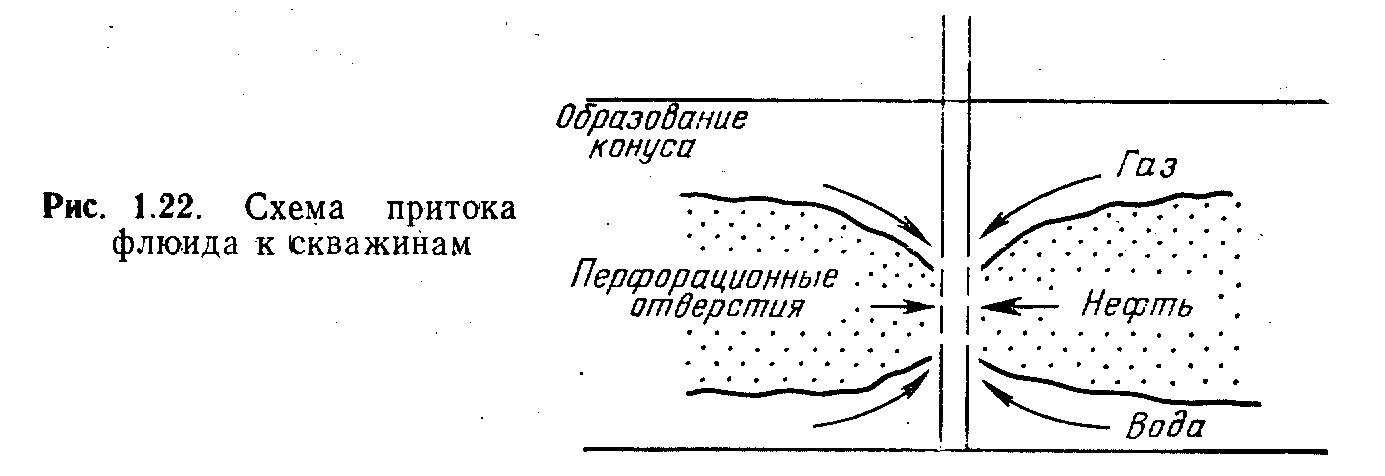 Рис. 1.22. Схема притока
флюида к скважинам
Образование
конуса
Газ
Перфорационные
отверстия
Нефть
Вода